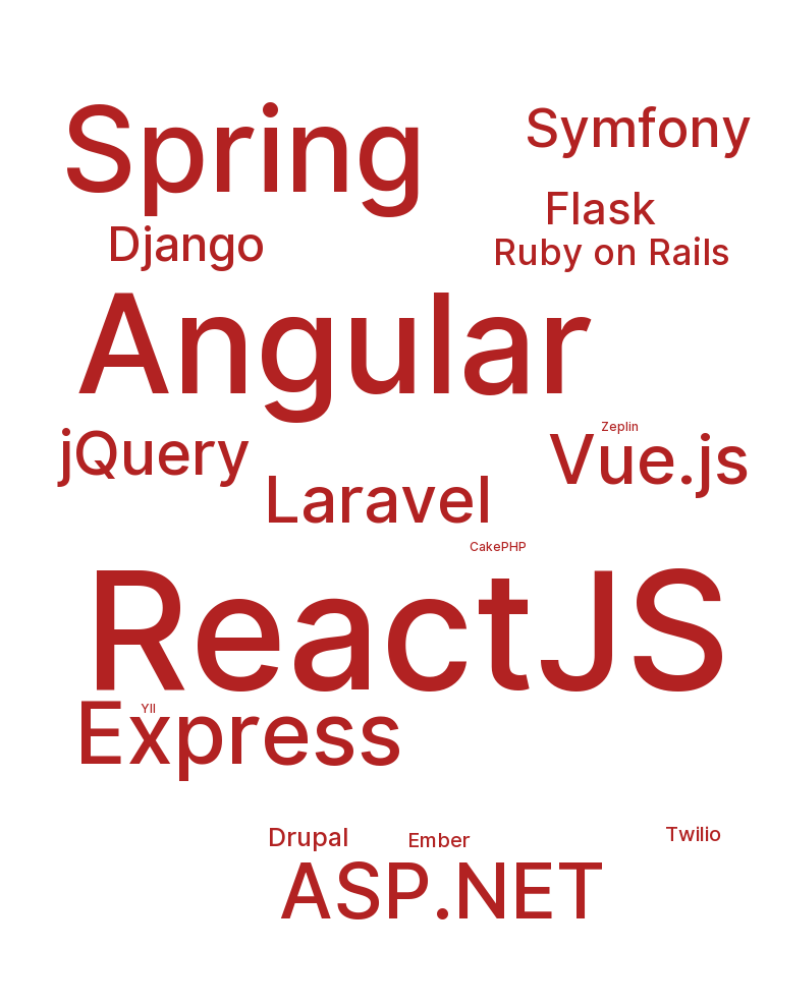 Spring
Symfony
Flask
Django
Ruby on Rails
Angular
Zeplin
jQuery
Vue.js
Laravel
CakePHP
ReactJS
YII
Express
Drupal
Ember
Twilio
ASP.NET